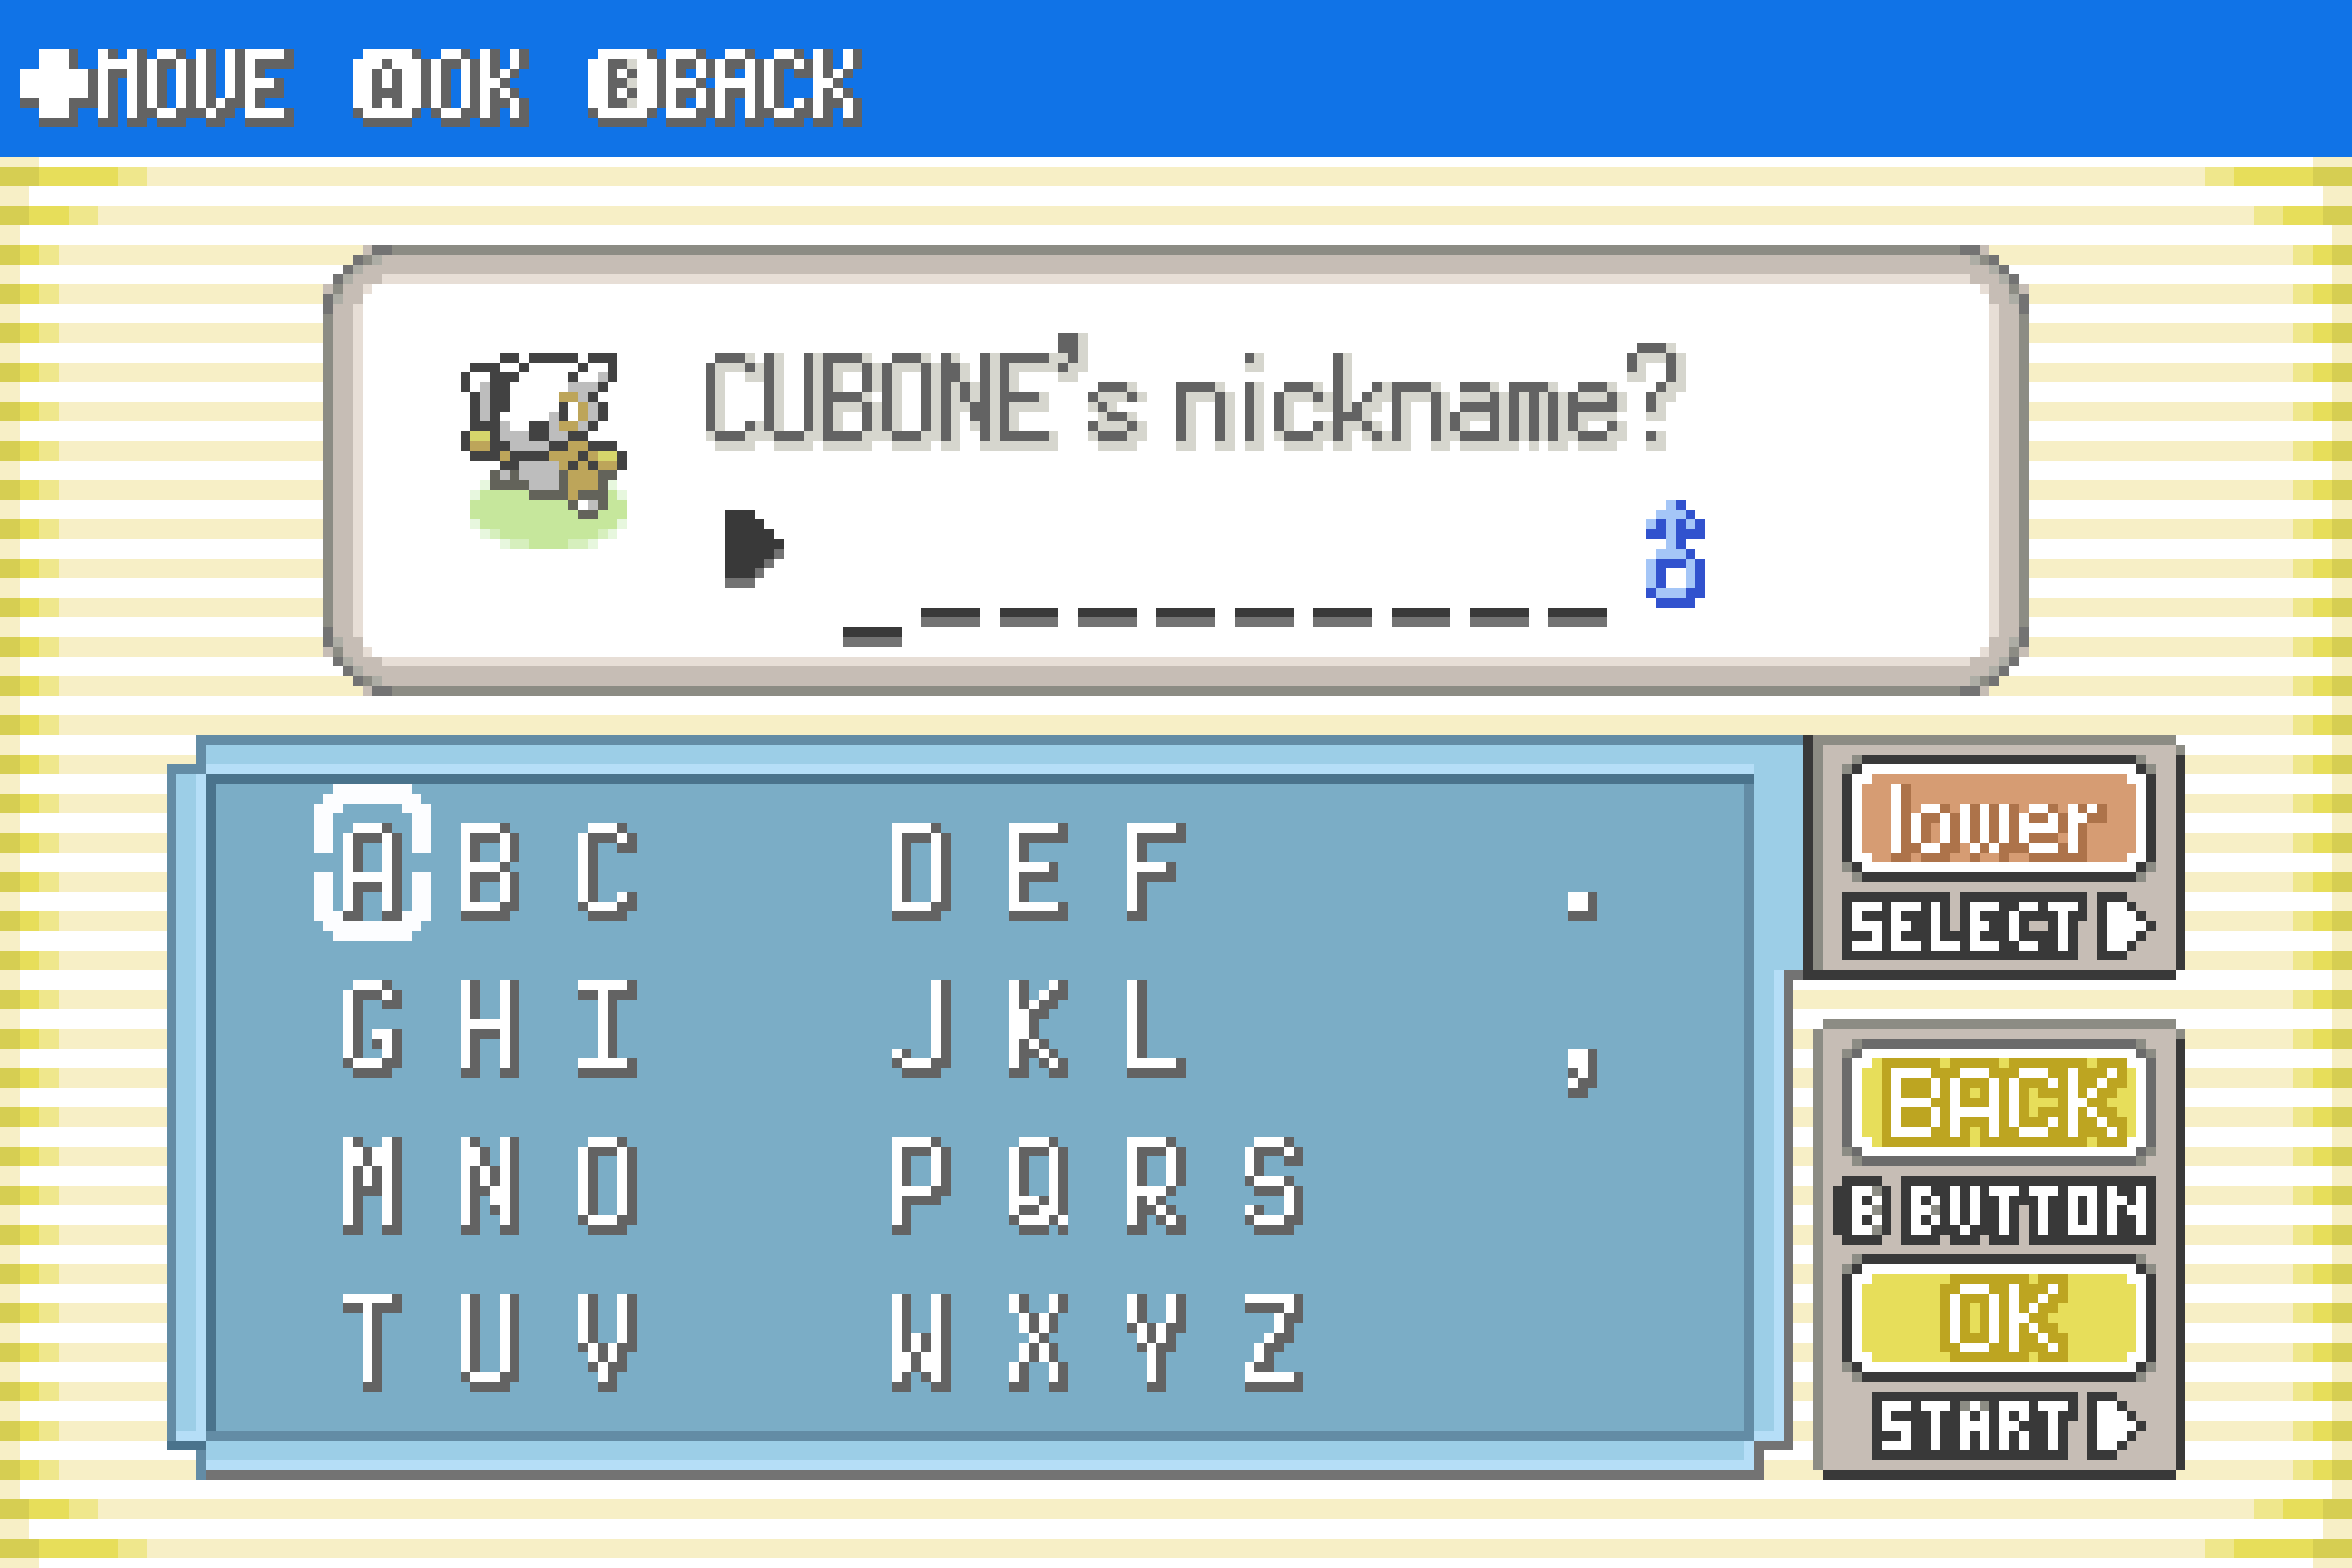 MOVE A OK B BACK
CUBONE's nickname?
♂
lower
SELECT
A B C D E F .
G H I J K L ,
BACK
B BUTTON
M N O P Q R S
OK
T U V W X Y Z
START